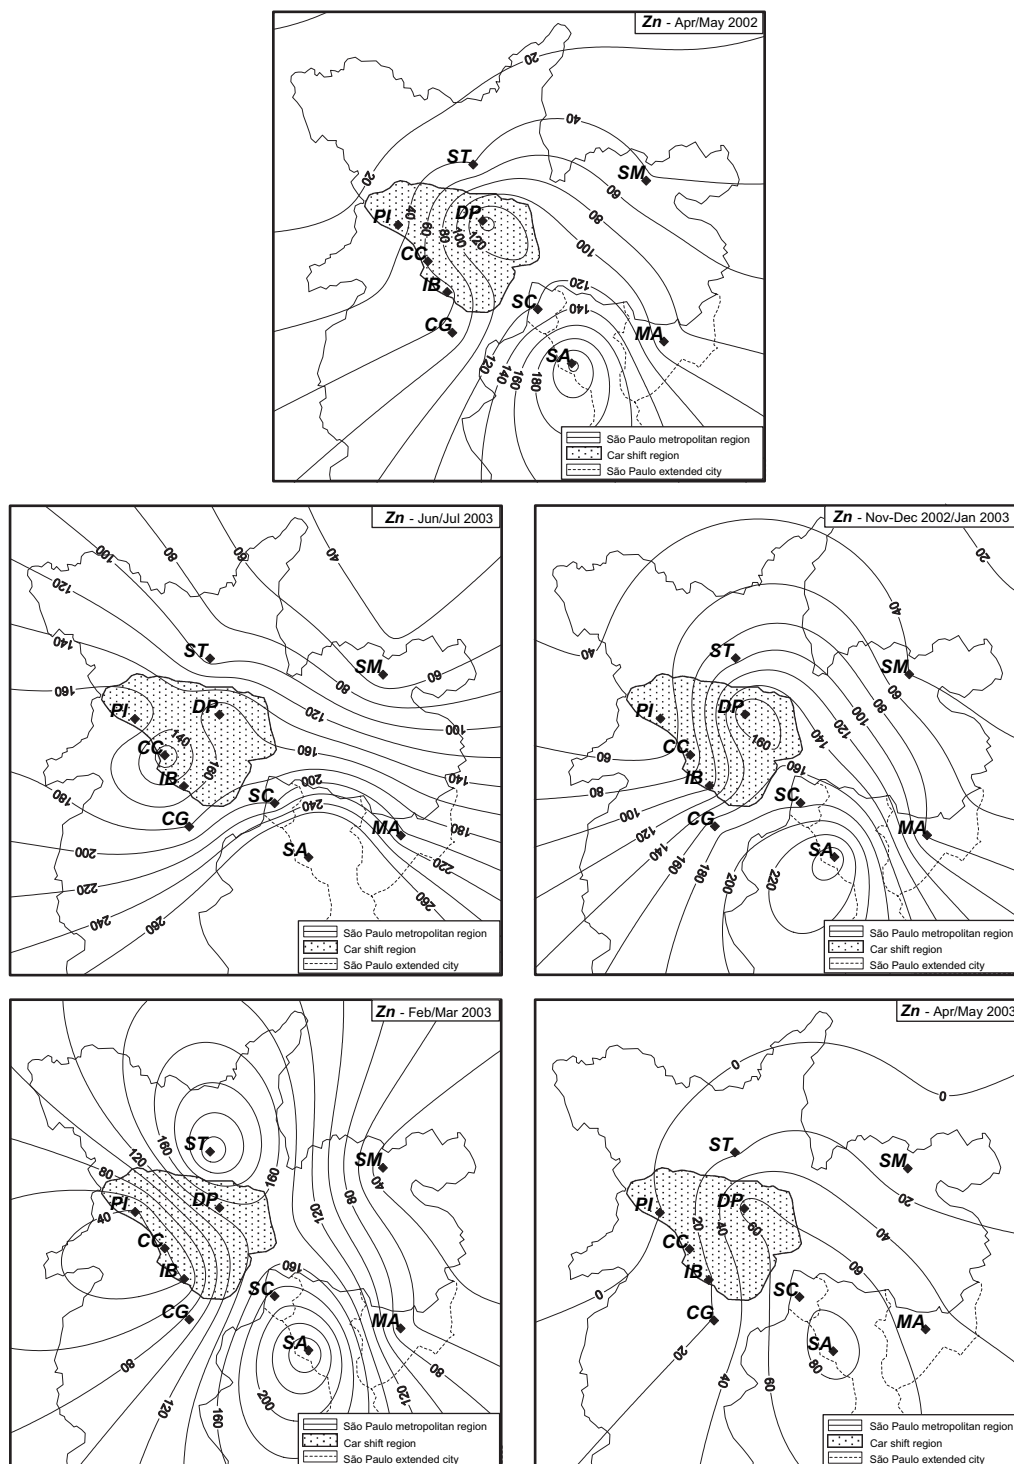 Zn - Apr/May 2002
20
40
ST
SM
20
60
80
PI
40
60
80
100
DP
120
100
CC
IB
SC
120
140
CG
MA
SA
120
140
160
180
São Paulo metropolitan region
Car shift region
São Paulo extended city
Zn - Jun/Jul 2003
100
80
60
40
120
140
ST
SM
60
80
160
PI
DP
120
100
140
CC
160
160
140
IB
180
200
SC
220
240
CG
MA
180
200
SA
220
220
240
260
260
São Paulo metropolitan region
Car shift region
São Paulo extended city
Zn - Nov-Dec 2002/Jan 2003
20
40
40
ST
SM
60
80
PI
DP
100
160
120
140
CC
60
160
80
IB
SC
100
CG
MA
120
140
SA
160
180
200
220
São Paulo metropolitan region
Car shift region
São Paulo extended city
Zn - Feb/Mar 2003
160
ST
120
SM
80
160
40
PI
DP
40
80
120
CC
160
IB
SC
CG
MA
SA
80
80
120
200
120
160
São Paulo metropolitan region
Car shift region
São Paulo extended city
Zn - Apr/May 2003
0
0
ST
SM
20
PI
DP
20
40
60
40
CC
60
IB
0
SC
CG
MA
20
SA
80
40
60
São Paulo metropolitan region
Car shift region
São Paulo extended city